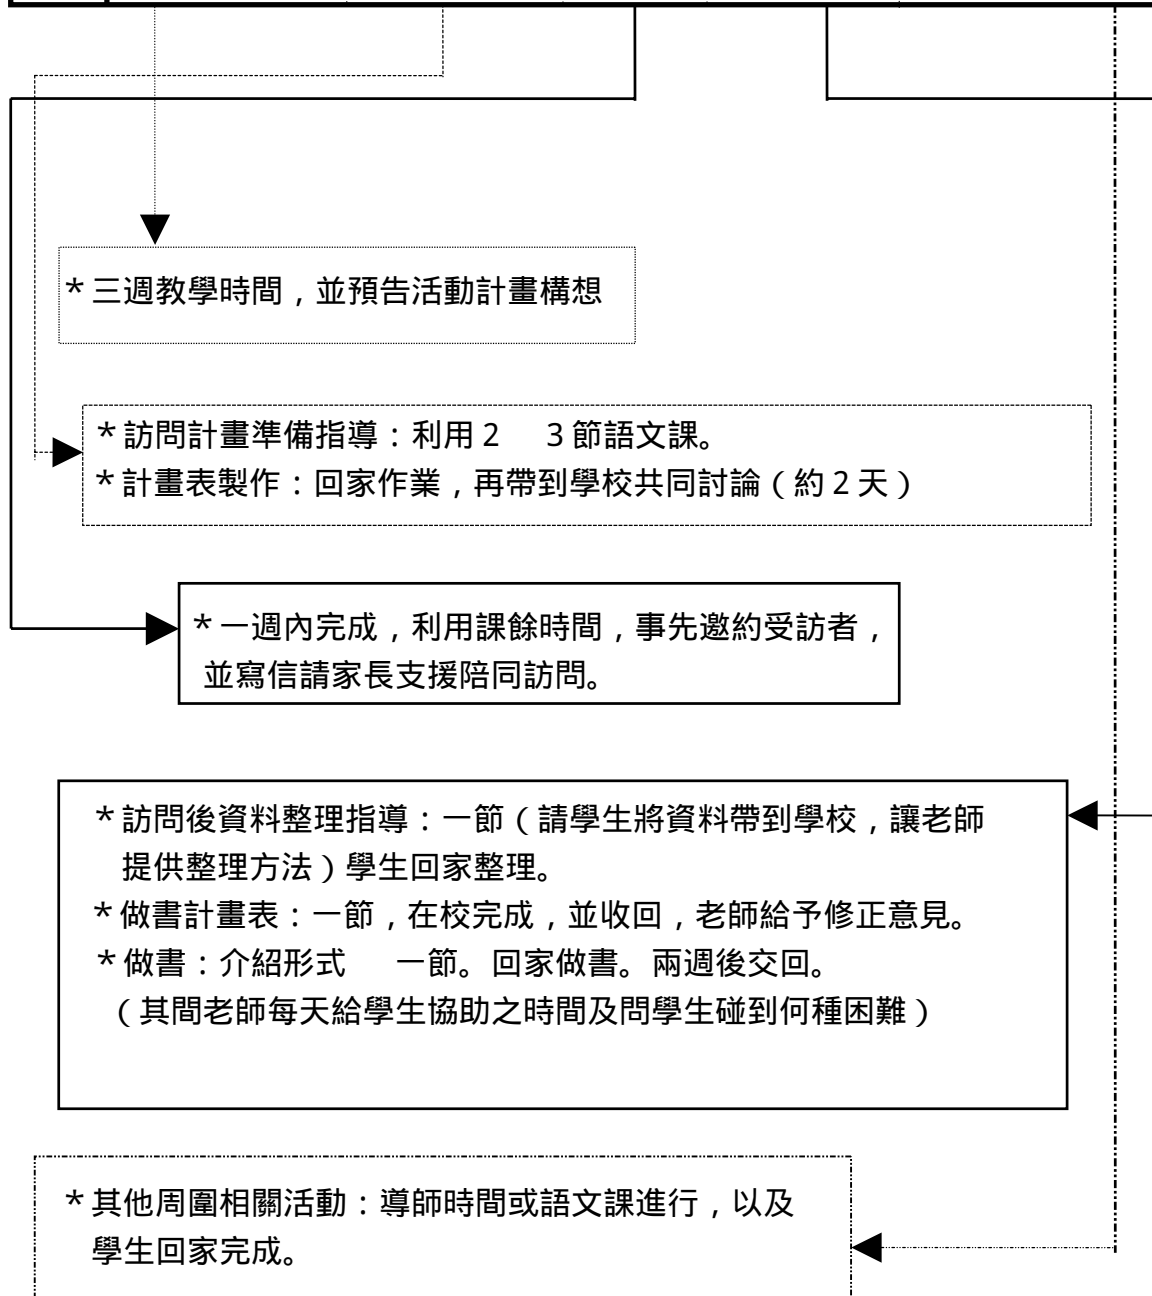 *三週教學時間，並預告活動計畫構想
*訪問計畫準備指導：利用2　3節語文課。
*計畫表製作：回家作業，再帶到學校共同討論（約2天）
*一週內完成，利用課餘時間，事先邀約受訪者，
並寫信請家長支援陪同訪問。
*訪問後資料整理指導：一節（請學生將資料帶到學校，讓老師
提供整理方法）學生回家整理。
*做書計畫表：一節，在校完成，並收回，老師給予修正意見。
*做書：介紹形式　一節。回家做書。兩週後交回。
（其間老師每天給學生協助之時間及問學生碰到何種困難）
*其他周圍相關活動：導師時間或語文課進行，以及
學生回家完成。